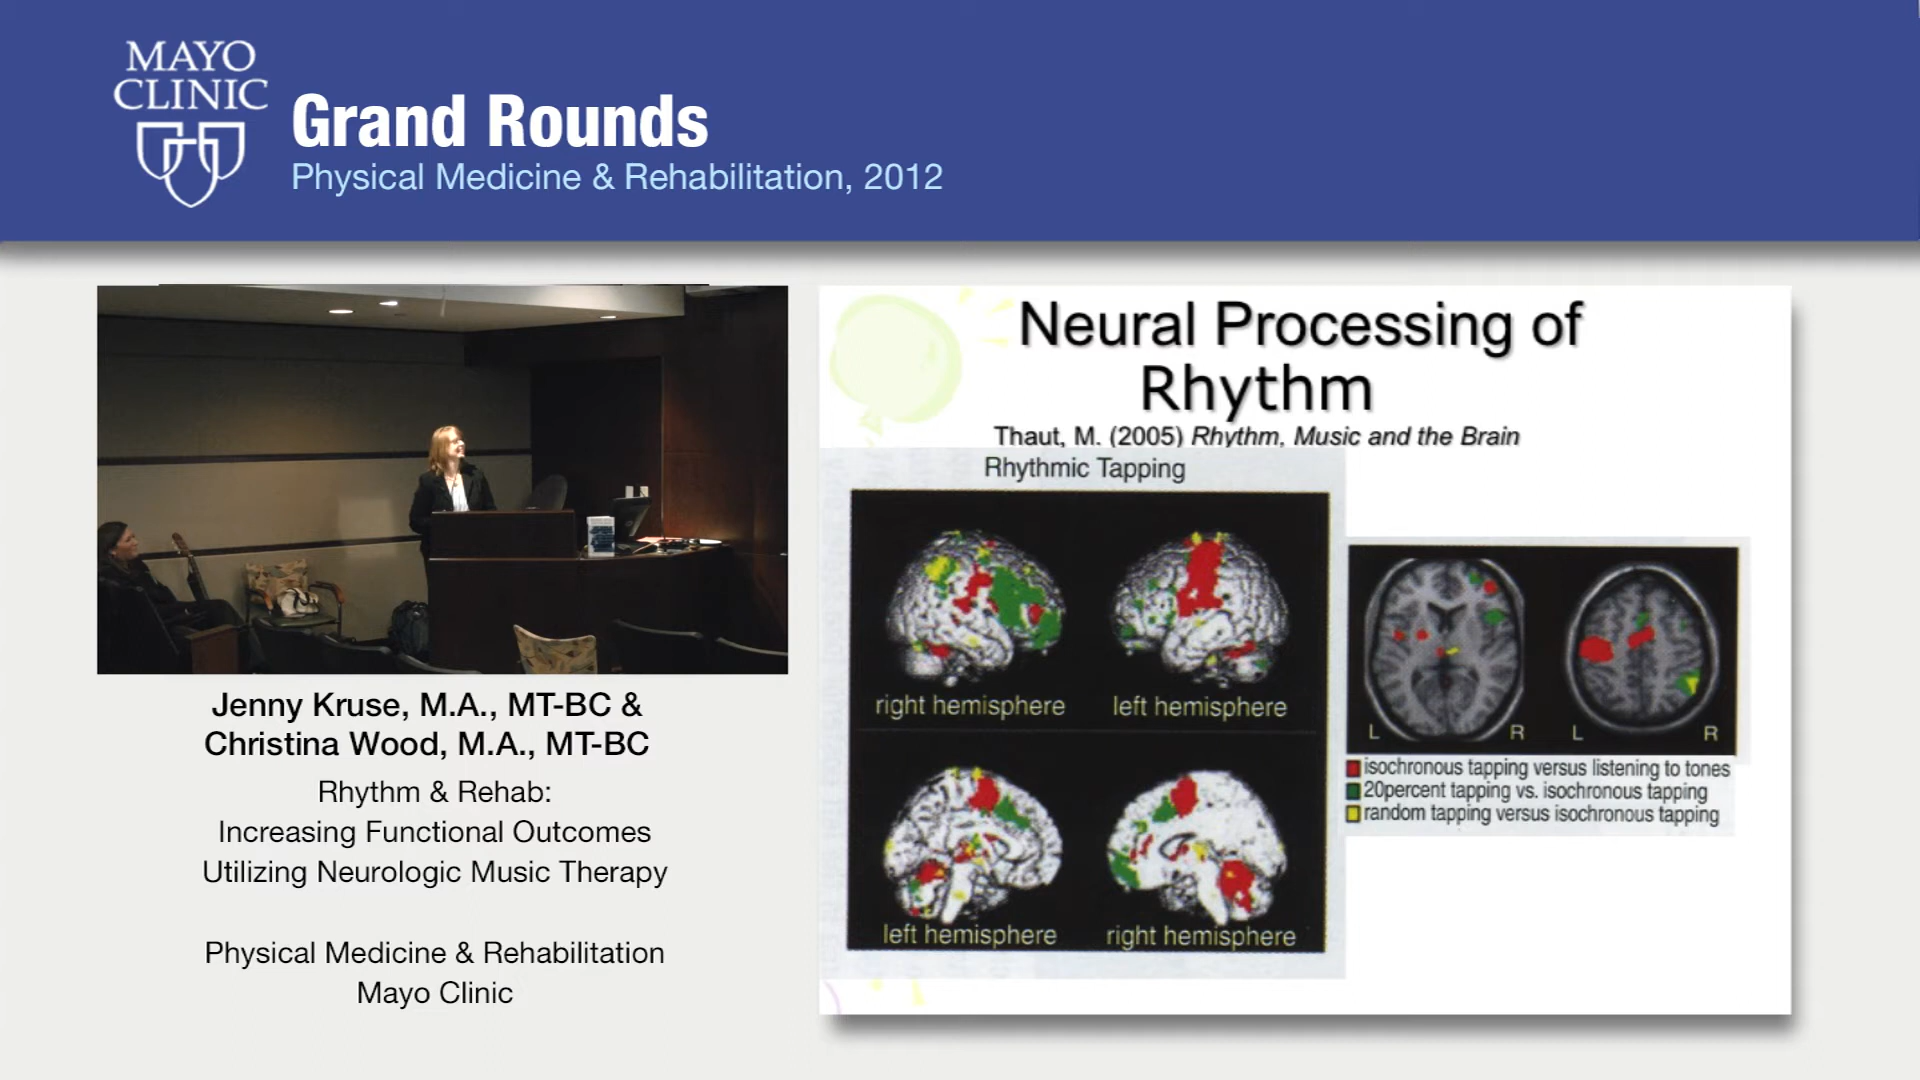 MAYO
CLINIC
Grand Rounds
Physical Medicine & Rehabilitation, 2012
Jenny Kruse, M.A., MT-BC &
Christina Wood, M.A., MT-BC
Rhythm & Rehab:
Increasing Functional Outcomes
Utilizing Neurologic Music Therapy
Physical Medicine & Rehabilitation
Mayo Clinic
Neural Processing of
Rhythm
Thaut, M. (2005) Rhythm, Music and the Brain
Rhythmic Tapping
right hemisphere
left hemisphere
left hemisphere
right hemisphere
L
R
L
R
isochronous tapping versus listening to tones
20percent tapping vs. isochronous tapping
random tapping versus isochronous tapping